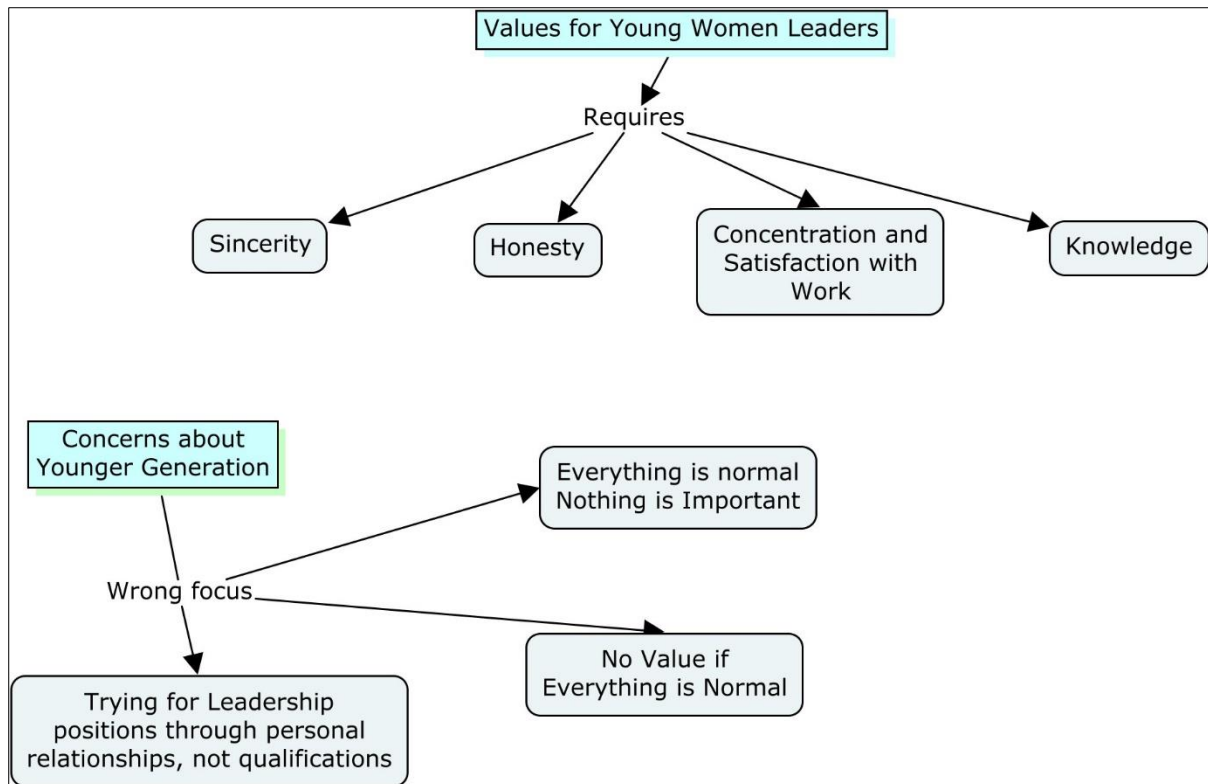 Values for Young Women Leaders
Requires
Sincerity
Honesty
Concentration and
Satisfaction with
Work
Knowledge
Concerns about
Younger Generation
Everything is normal
Nothing is Important
Wrong focus
No Value if
Everything is Normal
Trying for Leadership
positions through personal
relationships, not qualifications